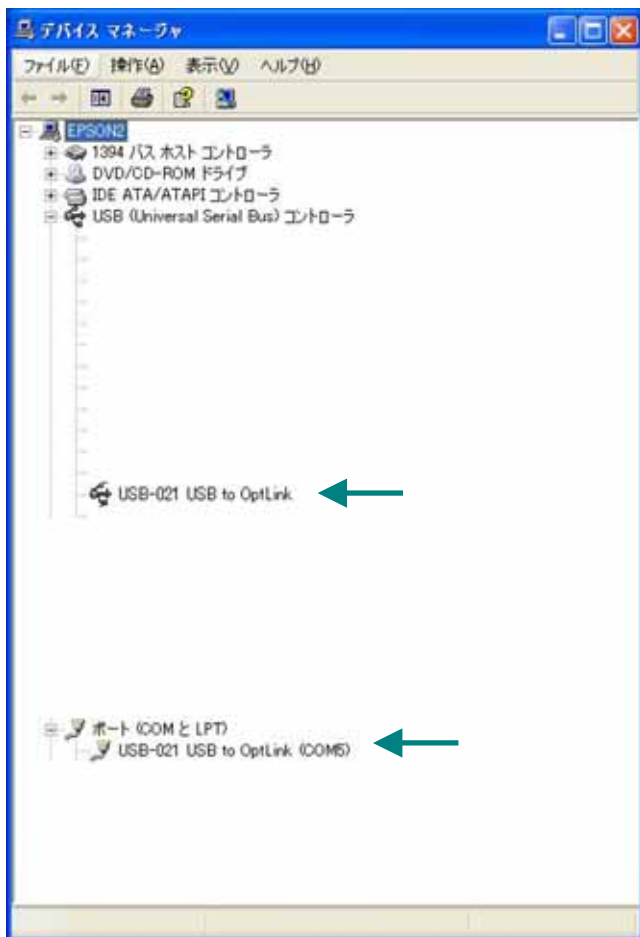 デバイス マネージャ
ファイル(F) 操作(A) 表示(V) ヘルプ(H)
EPSON2
1394 バス ホスト コントローラ
DVD/CD-ROM ドライブ
IDE ATA/ATAPI コントローラ
USB (Universal Serial Bus) コントローラ
USB-021 USB to OptLink
ポート (COM と LPT)
USB-021 USB to OptLink (COM5)